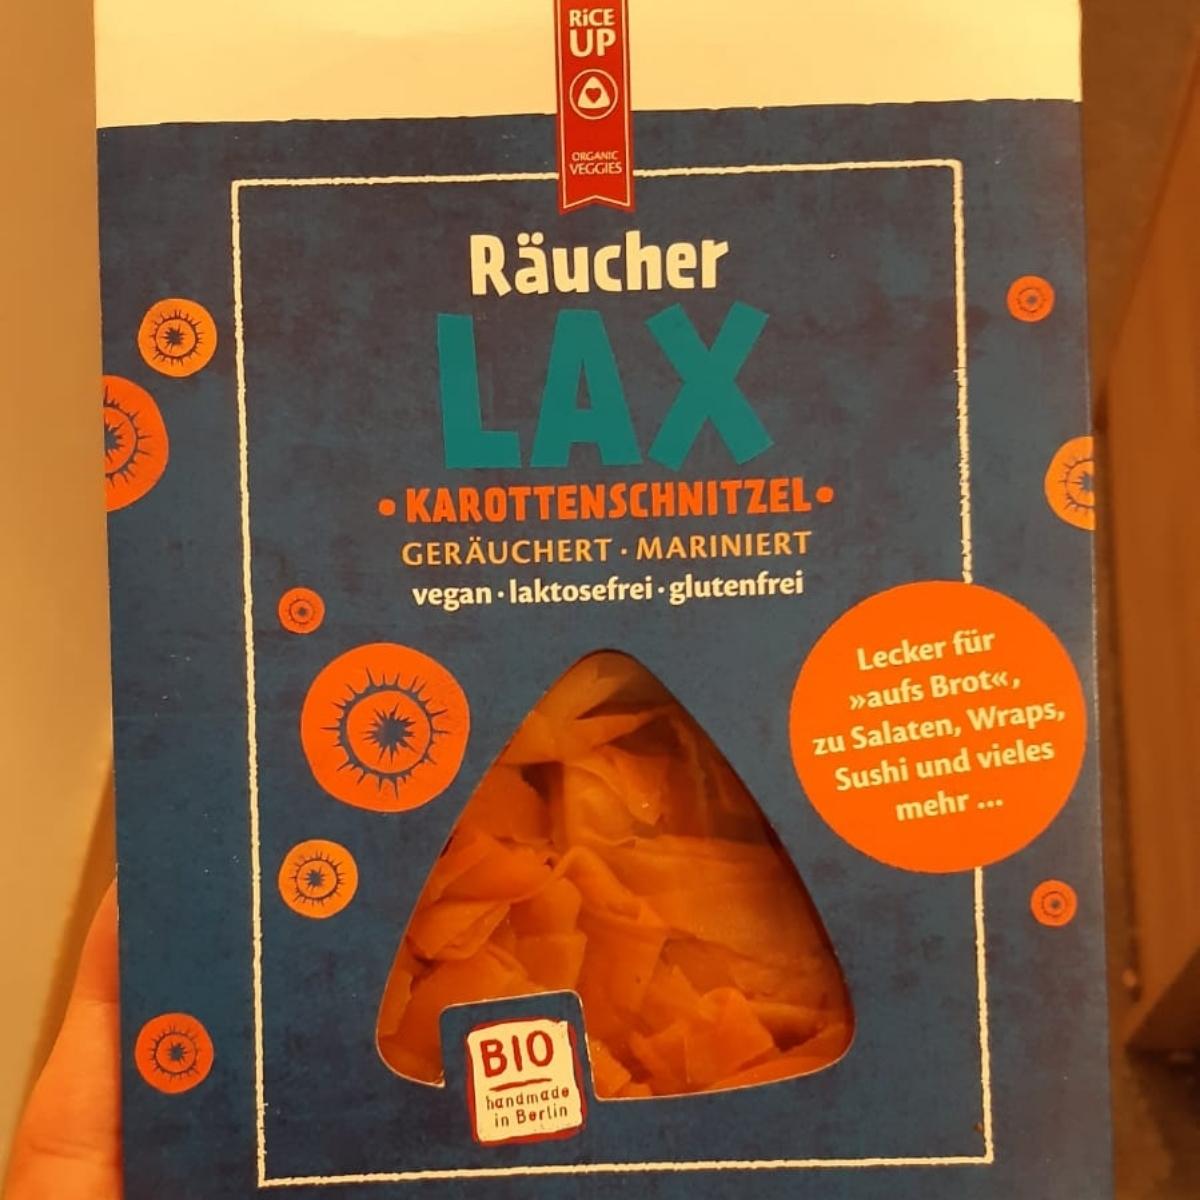 RiCE
UP
ORGANIC
VEGGIES
Räucher
LAX
• KAROTTENSCHNITZEL •
GERÄUCHERT · MARINIERT
vegan · laktosefrei · glutenfrei
Lecker für
»aufs Brot«,
zu Salaten, Wraps,
Sushi und vieles
mehr ...
BIO
handmade
in Berlin